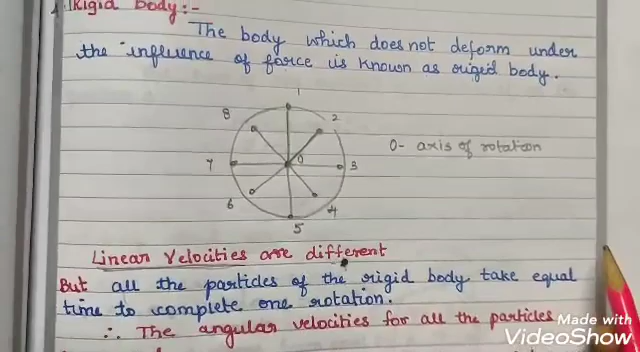 Rigid body:-
The body which does not deform under
the influence of force is known as rigid body.
1
8
2
O
O- axis of rotation
7
3
6
4
5
Linear velocities are different
But all the particles of the rigid body take equal
time to complete one rotation.
∴ The angular velocities for all the particles
Made with
VideoShow